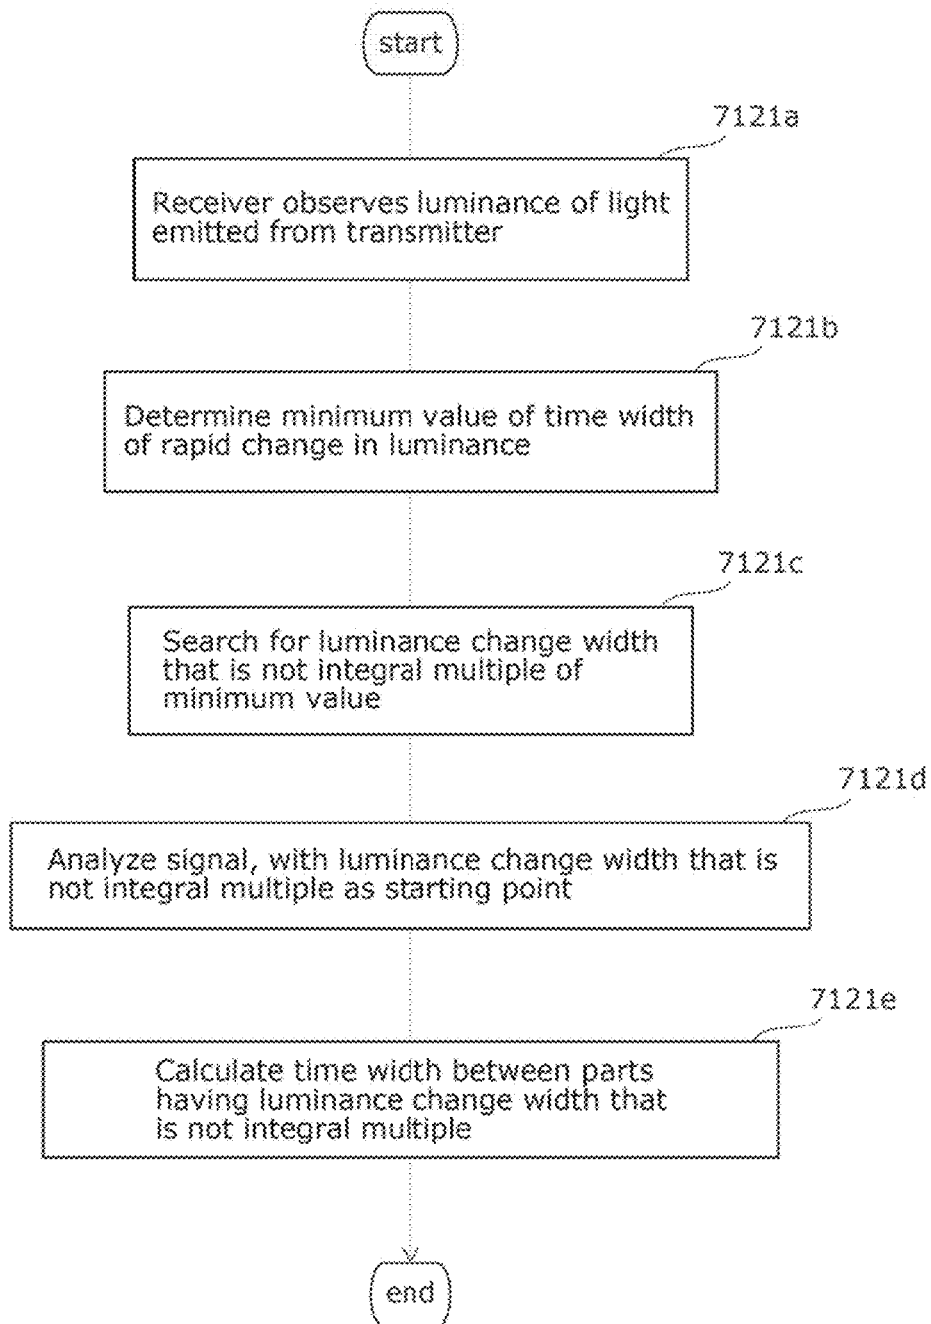 start
7121a
Receiver observes luminance of light
emitted from transmitter
7121b
Determine minimum value of time width
of rapid change in luminance
7121c
Search for luminance change width
that is not integral multiple of
minimum value
7121d
Analyze signal, with luminance change width that is
not integral multiple as starting point
7121e
Calculate time width between parts
having luminance change width that
is not integral multiple
end